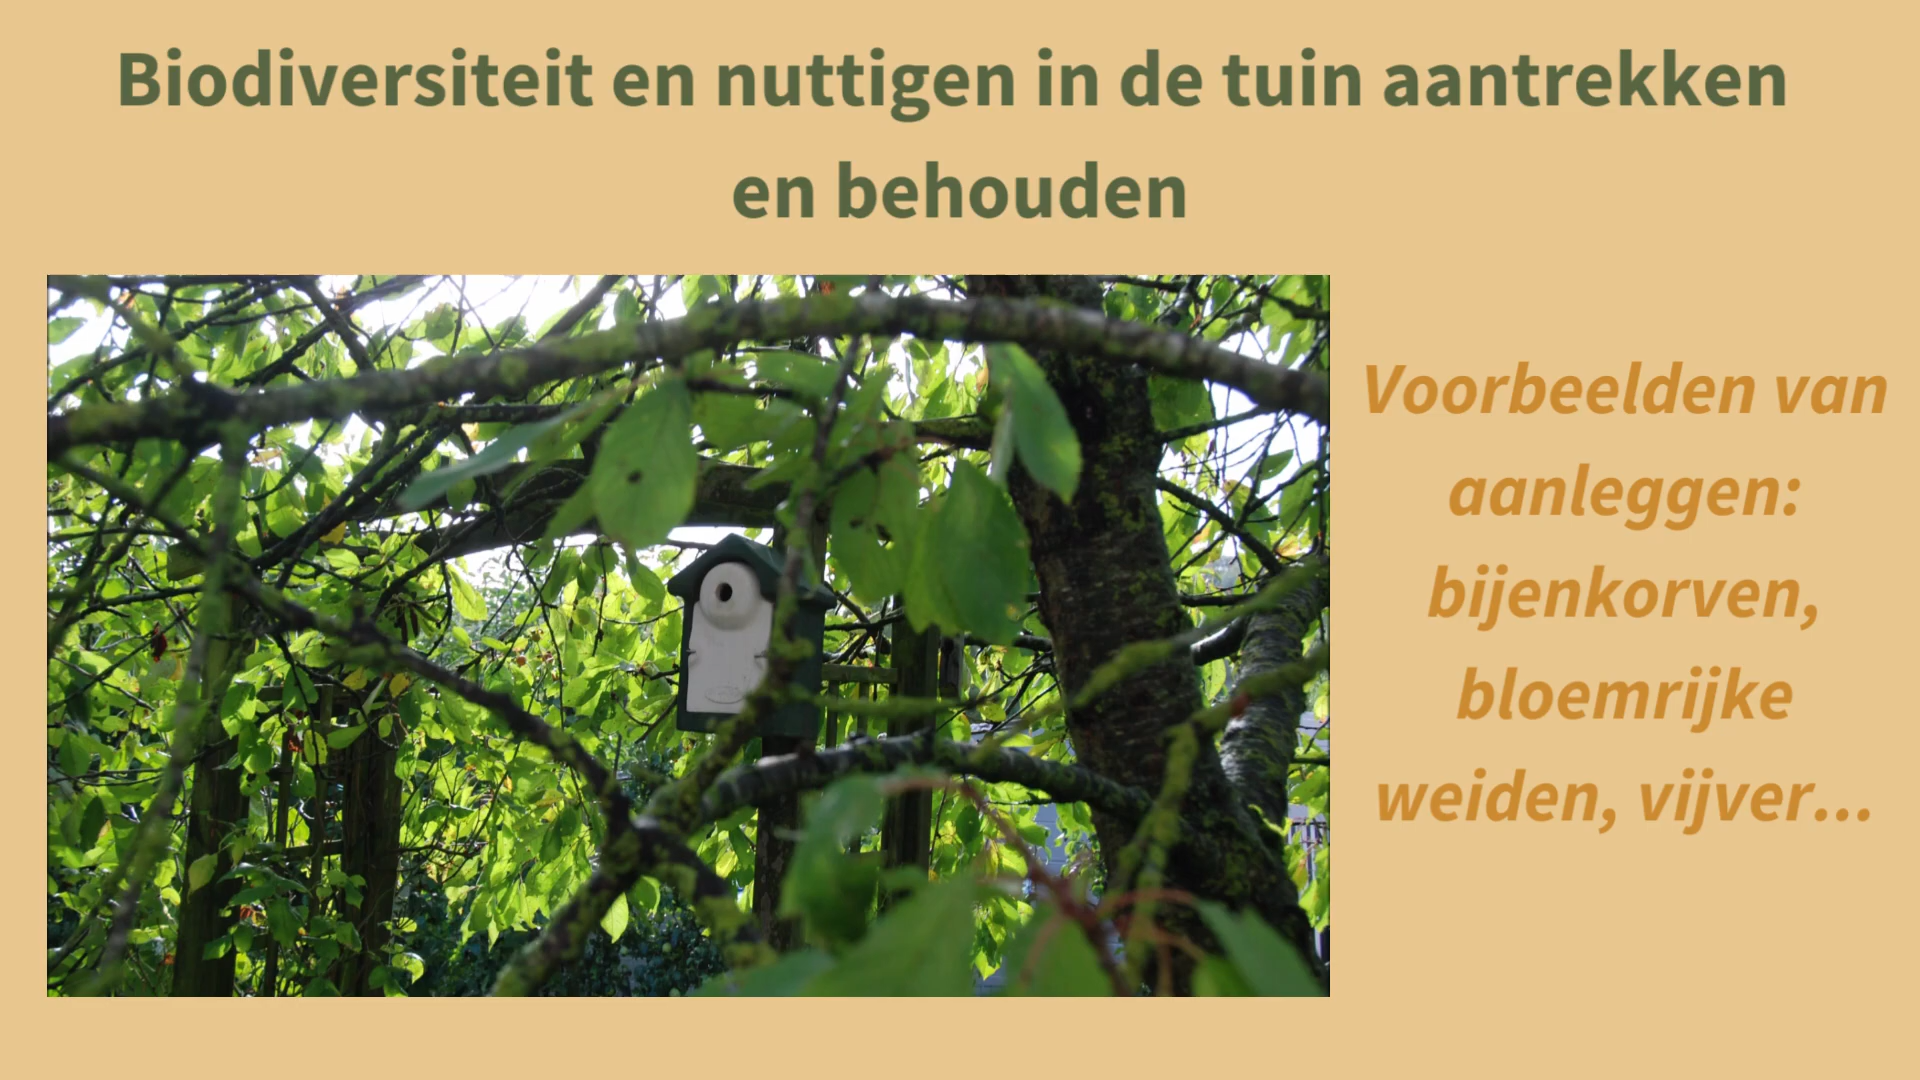 Biodiversiteit en nuttigen in de tuin aantrekken
en behouden
Voorbeelden van
aanleggen:
bijenkorven,
bloemrijke
weiden, vijver...